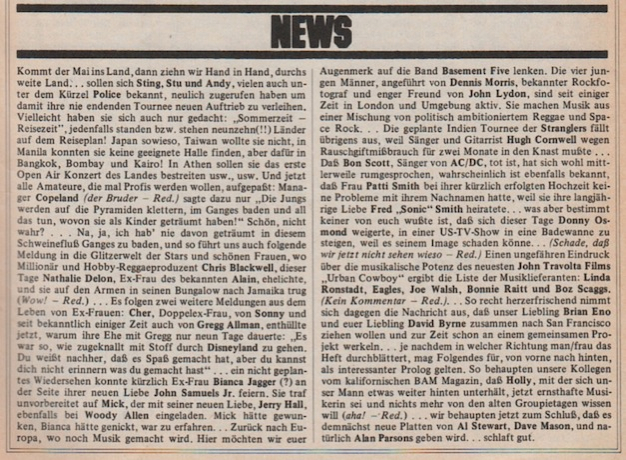 NEWS
Kommt der Mai ins Land, dann ziehn wir Hand in Hand, durchs
weite Land... sollen sich Sting, Stu und Andy, vielen auch un-
ter dem Kürzel Police bekannt, neulich zugerufen haben um
damit ihre nie endenden Tournee neuen Auftrieb zu verleihen.
Vielleicht haben sie sich auch nur gedacht: „Sommerzeit –
Reisezeit", jedenfalls standen bzw. stehen neunzehn(!!) Länder
auf dem Reiseplan! Japan sowieso, Taiwan wollte sie nicht, in
Manila konnten sie keine geeignete Halle finden, aber dafür in
Bangkok, Bombay und Kairo! In Athen sollen sie das erste
Open Air Konzert des Landes bestreiten usw., usw. Und jetzt
alle Amateure, die mal Profis werden wollen, aufgepaßt: Mana-
ger Copeland (der Bruder – Red.) sagte dazu nur „Die Jungs
werden auf die Pyramiden klettern, im Ganges baden und all
das tun, wovon sie als Kinder geträumt haben!" Schön, nicht
wahr? . . . Na, ja, ich hab' nie davon geträumt in diesem
Schweinefluß Ganges zu baden, und so führt uns auch folgende
Meldung in die Glitzerwelt der Stars und schönen Frauen, wo
Millionär und Hobby-Reggaeproduzent Chris Blackwell, dieser
Tage Nathalie Delon, Ex-Frau des bekannten Alain, ehelichte,
und sie auf den Armen in seinen Bungalow nach Jamaika trug
(Wow! – Red.) . . . Es folgen zwei weitere Meldungen aus dem
Leben von Ex-Frauen: Cher, Doppelex-Frau, von Sonny und
seit bekanntlich einiger Zeit auch von Gregg Allman, enthüllte
jetzt, warum ihre Ehe mit Gregg nur neun Tage dauerte: „Es
war so, wie zugeknallt mit Stoff durch Disneyland zu gehen.
Du weißt nachher, daß es Spaß gemacht hat, aber du kannst
dich nicht erinnern was du gemacht hast" . . . ein nicht geplan-
tes Wiedersehen konnte kürzlich Ex-Frau Bianca Jagger (?) an
der Seite ihrer neuen Liebe John Samuels Jr. feiern. Sie traf
unvorbereitet auf Mick, der mit seiner neuen Liebe, Jerry Hall,
ebenfalls bei Woody Allen eingeladen. Mick hätte gewun-
ken, Bianca hätte genickt, war zu erfahren. . . Zurück nach Eu-
ropa, wo noch Musik gemacht wird. Hier möchten wir euer
Augenmerk auf die Band Basement Five lenken. Die vier jun-
gen Männer, angeführt von Dennis Morris, bekannter Rockfo-
tograf und enger Freund von John Lydon, sind seit einiger
Zeit in London und Umgebung aktiv. Sie machen Musik aus
einer Mischung von politisch ambitioniertem Reggae und Spa-
ce Rock. . . Die geplante Indien Tournee der Stranglers fällt
übrigens aus, weil Sänger und Gitarrist Hugh Cornwell wegen
Rauschgiftmißbrauch für zwei Monate in den Knast mußte . . .
Daß Bon Scott, Sänger von AC/DC, tot ist, hat sich wohl mitt-
lerweile rumgesprochen, wahrscheinlich ist ebenfalls bekannt,
daß Frau Patti Smith bei ihrer kürzlich erfolgten Hochzeit kei-
ne Probleme mit ihrem Nachnamen hatte, weil sie ihre langjäh-
rige Liebe Fred „Sonic" Smith heiratete. . . was aber bestimmt
keiner von euch wußte ist, daß sich dieser Tage Donny Os-
mond weigerte, in einer US-TV-Show in eine Badewanne zu
steigen, weil es seinem Image schaden könne. . . (Schade, daß
wir jetzt nicht sehen wieso – Red.) Einen ungefähren Eindruck
über die musikalische Potenz des neuesten John Travolta Films
„Urban Cowboy" ergibt die Liste der Musiklieferanten: Linda
Ronstadt, Eagles, Joe Walsh, Bonnie Raitt und Boz Scaggs.
(Kein Kommentar – Red.). . . So recht herzerfrischend nimmt
sich dagegen die Nachricht aus, daß unser Liebling Brian Eno
und euer Liebling David Byrne zusammen nach San Francisco
ziehen wollen und zur Zeit schon an einem gemeinsamen Pro-
jekt werkeln. . . je nachdem in welcher Richtung man/frau das
Heft durchblättert, mag Folgendes für, von vorne nach hinten,
als interessanter Prolog gelten. So behaupten unsere Kollegen
vom kalifornischen BAM Magazin, daß Holly, mit der sich un-
ser Mann etwas weiter hinten unterhält, jetzt ernsthafte Musi-
kerin sei und nichts mehr von den alten Groupietagen wissen
will (aha! – Red.). . . wir behaupten jetzt zum Schluß, daß es
demnächst neue Platten von Al Stewart, Dave Mason, und na-
türlich Alan Parsons geben wird. . . schlaft gut.